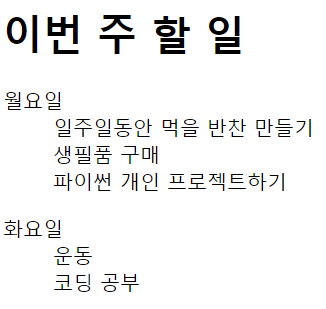 이번 주 할 일
월요일
일주일동안 먹을 반찬 만들기
생필품 구매
파이썬 개인 프로젝트하기
화요일
운동
코딩 공부